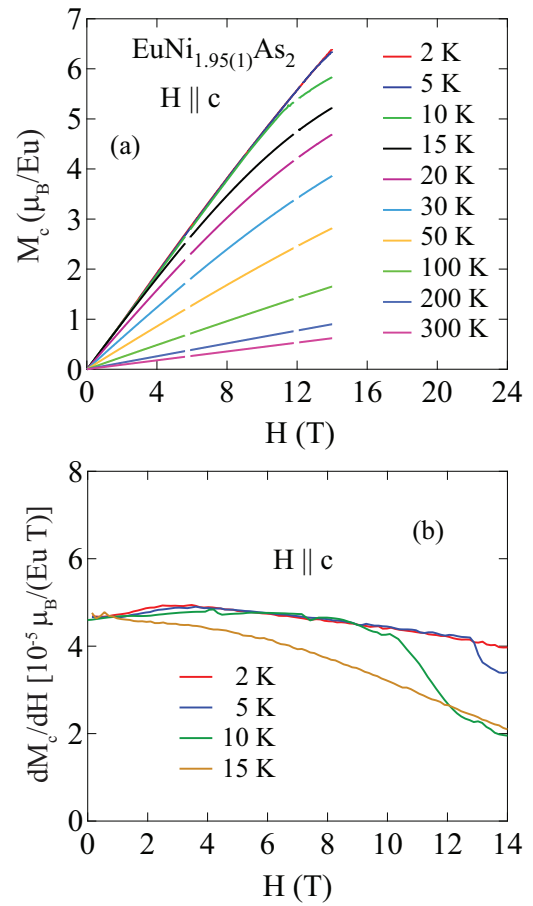 EuNi1.95(1)As2
H || c
(a)
2 K
5 K
10 K
15 K
20 K
30 K
50 K
100 K
200 K
300 K
Mc (μB/Eu)
7
6
5
4
3
2
1
0
0 4 8 12 16 20 24
H (T)
(b)
H || c
2 K
5 K
10 K
15 K
dMc/dH [10-5 μB/(Eu T)]
8
6
4
2
0
0 2 4 6 8 10 12 14
H (T)